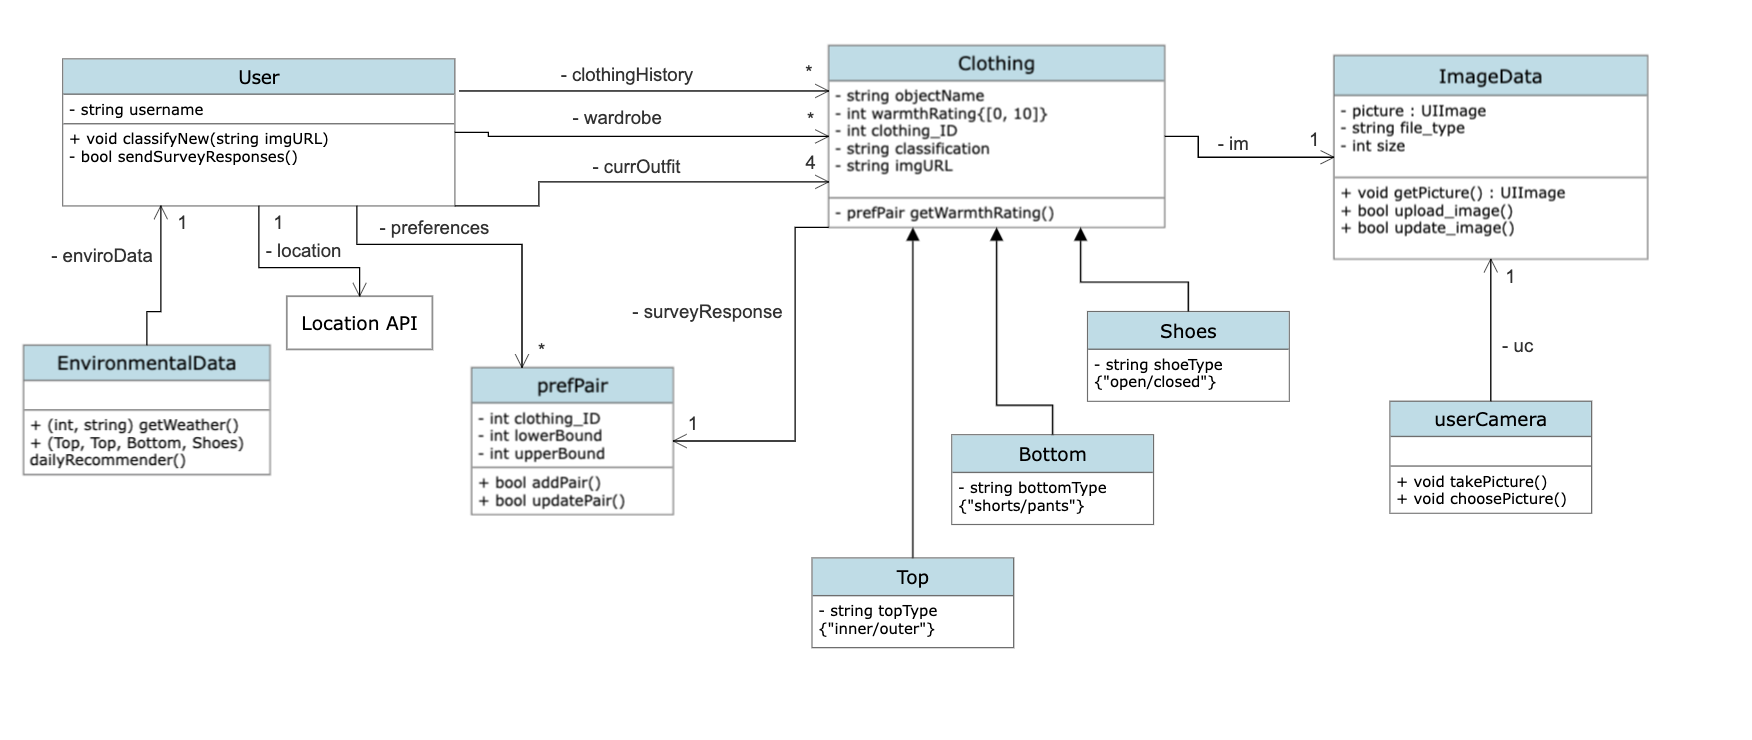 User
- string username
+ void classifyNew(string imgURL)
- bool sendSurveyResponses()
- clothingHistory
*
- wardrobe
*
- currOutfit
4
Clothing
- string objectName
- int warmthRating{[0, 10]}
- int clothing_ID
- string classification
- string imgURL
- prefPair getWarmthRating()
- im
1
ImageData
- picture : UIImage
- string file_type
- int size
+ void getPicture() : UIImage
+ bool upload_image()
+ bool update_image()
1
- enviroData
1
- location
- preferences
*
Location API
EnvironmentalData
+ (int, string) getWeather()
+ (Top, Top, Bottom, Shoes)
dailyRecommender()
prefPair
- int clothing_ID
- int lowerBound
- int upperBound
+ bool addPair()
+ bool updatePair()
- surveyResponse
1
Shoes
- string shoeType
{"open/closed"}
Bottom
- string bottomType
{"shorts/pants"}
Top
- string topType
{"inner/outer"}
1
- uc
userCamera
+ void takePicture()
+ void choosePicture()